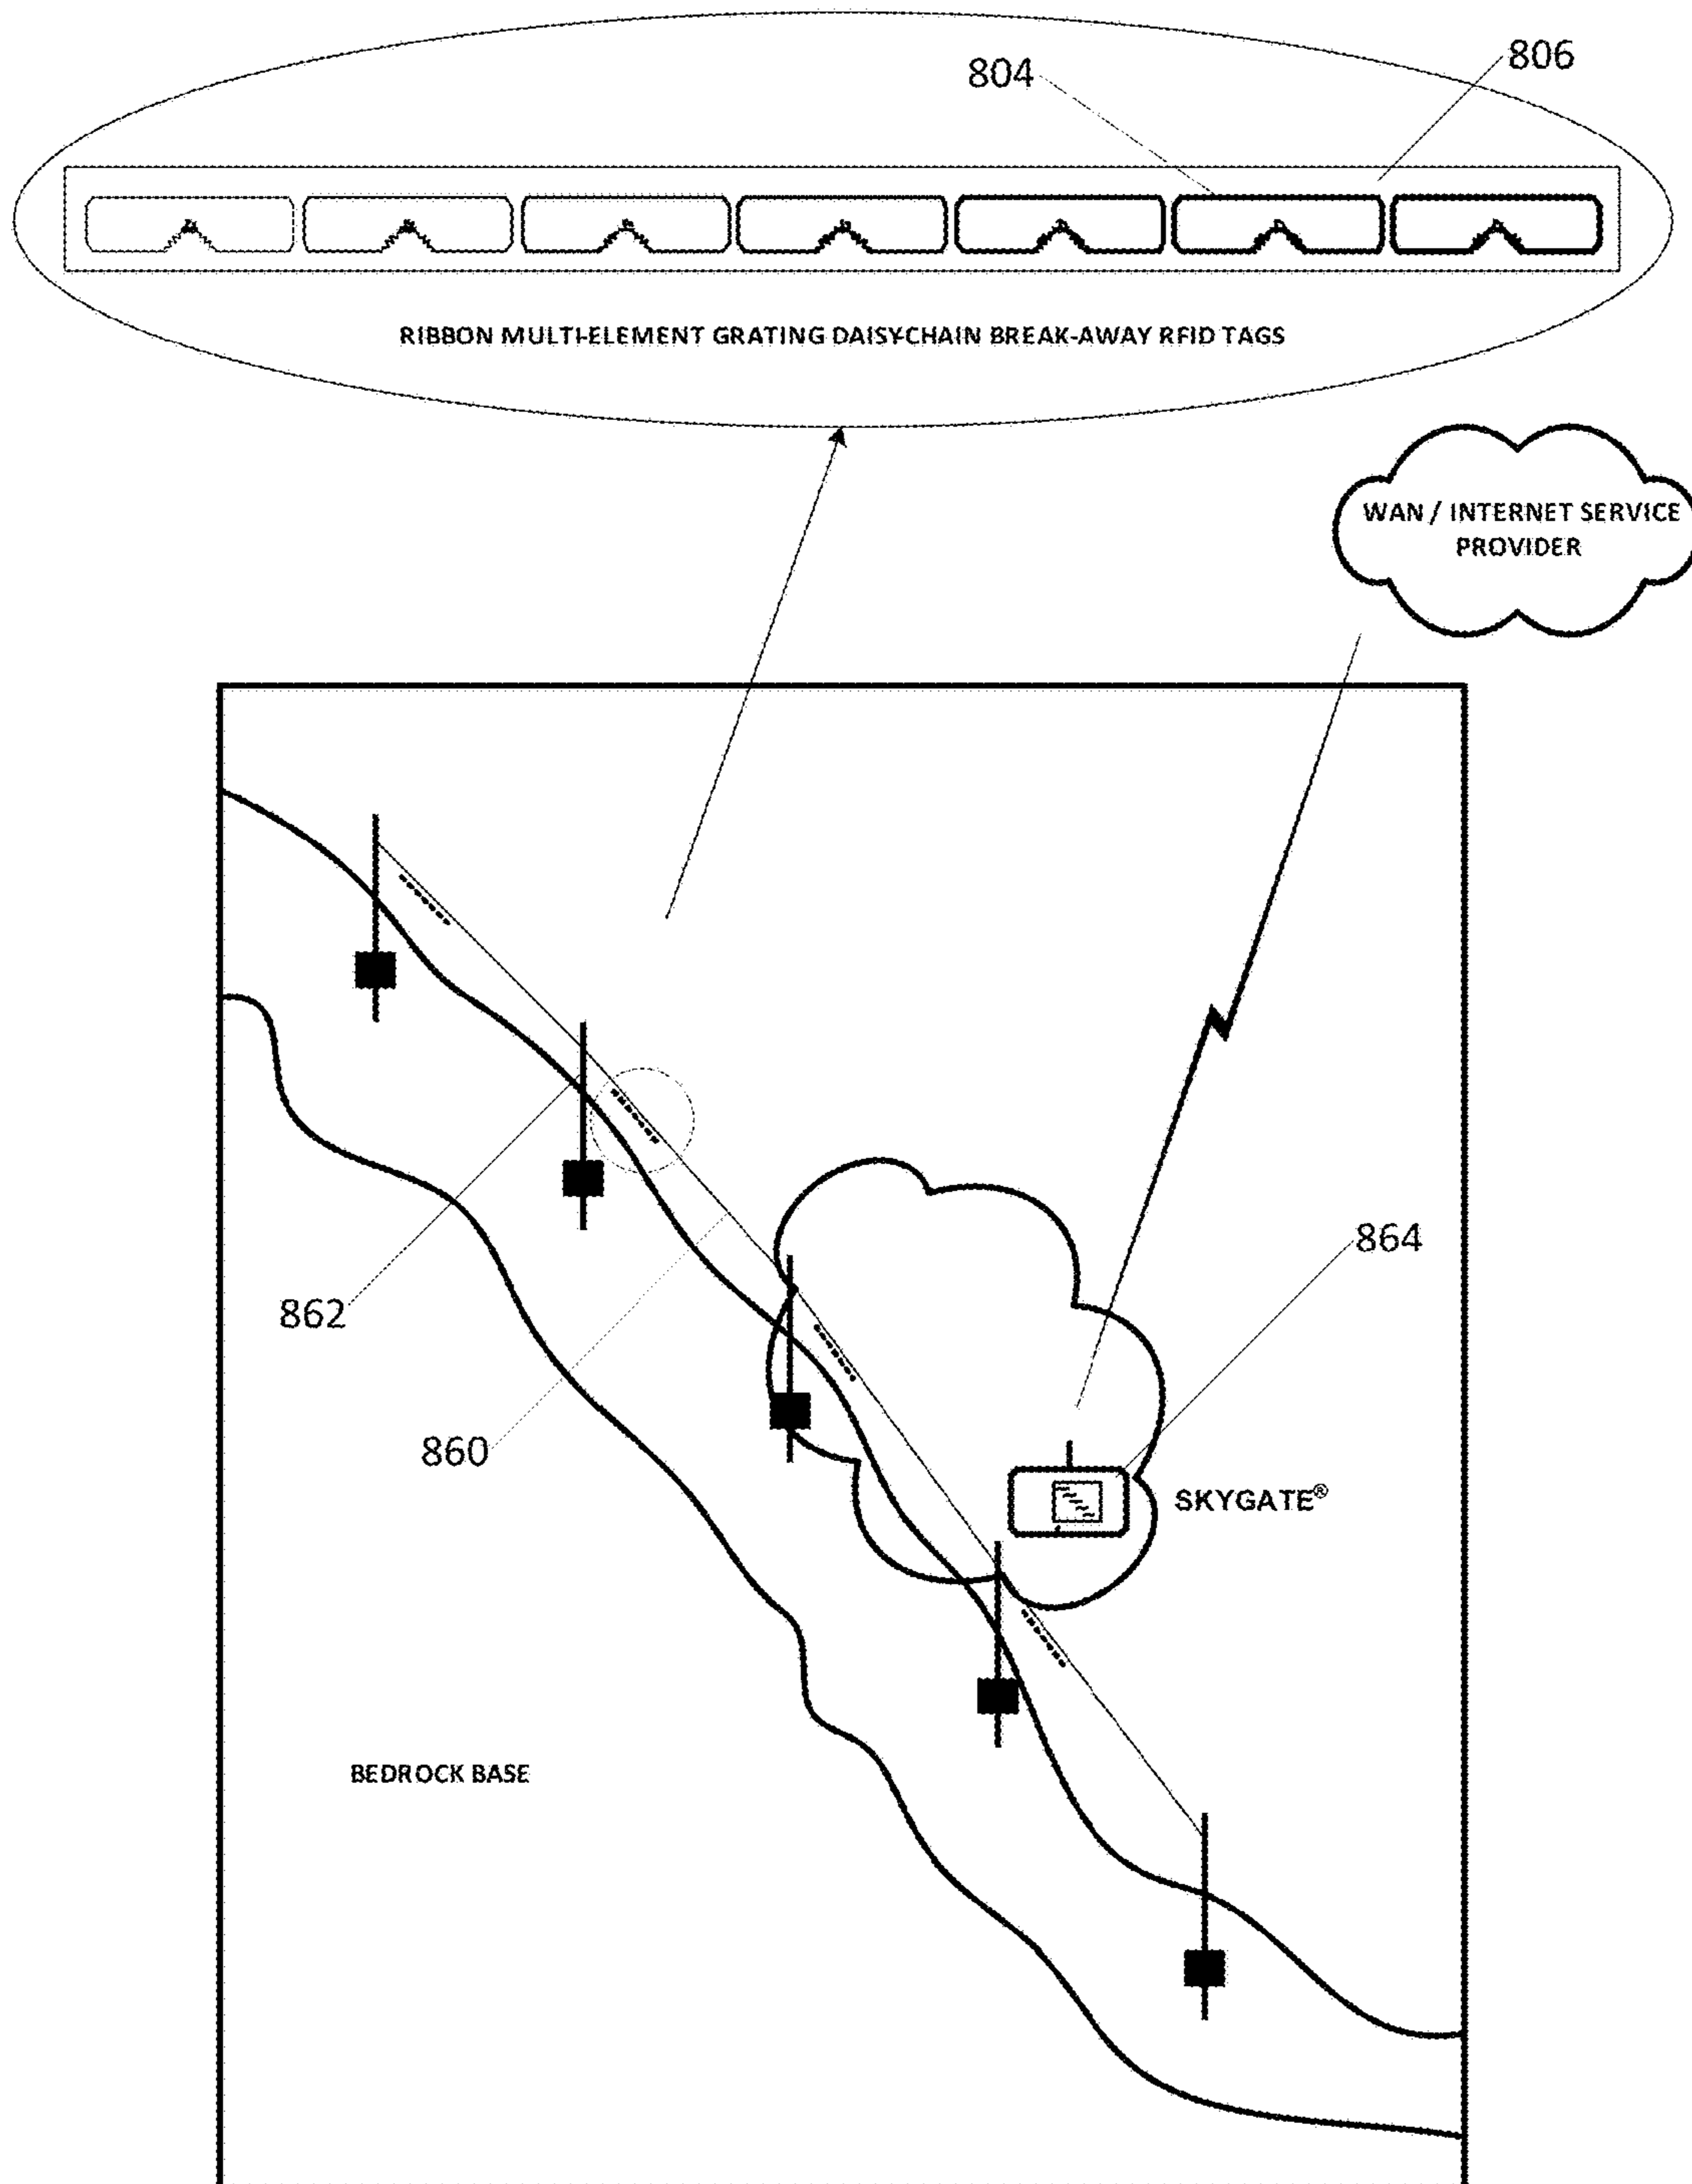 806
804
RIBBON MULTI-ELEMENT GRATING DAISY-CHAIN BREAK-AWAY RFID TAGS
WAN / INTERNET SERVICE
PROVIDER
864
862
860
SKYGATE®
BEDROCK BASE